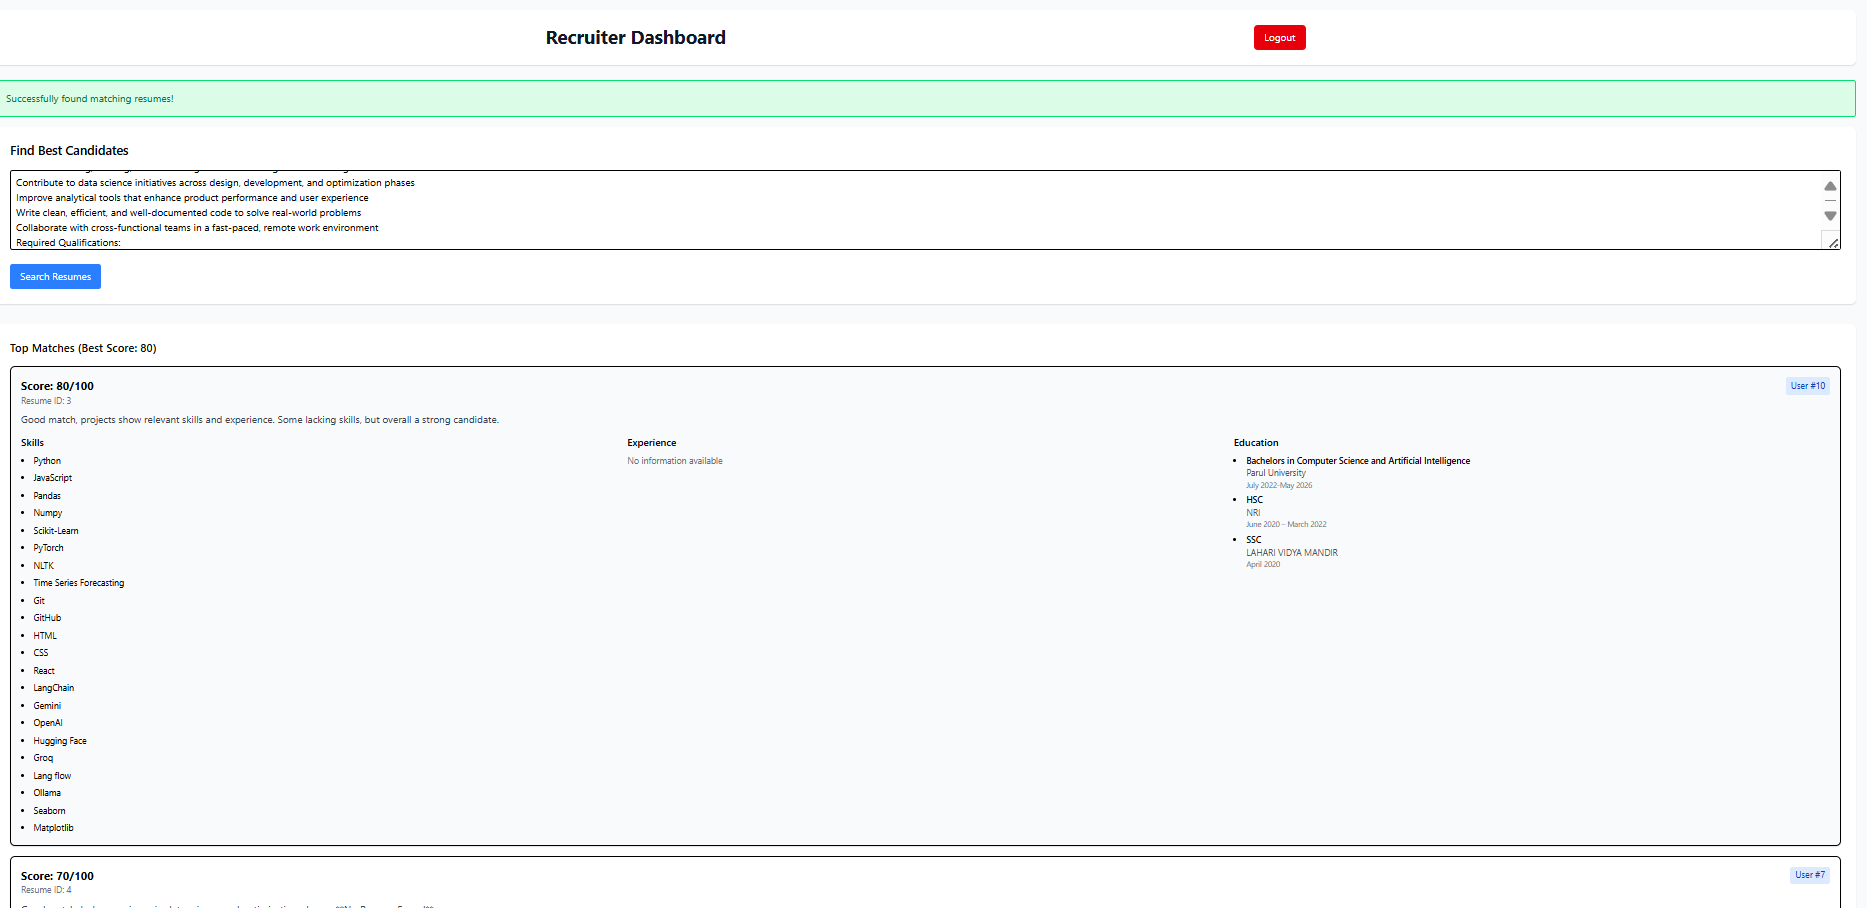 Recruiter Dashboard
Logout
Successfully found matching resumes!
Find Best Candidates
Contribute to data science initiatives across design, development, and optimization phases
Improve analytical tools that enhance product performance and user experience
Write clean, efficient, and well-documented code to solve real-world problems
Collaborate with cross-functional teams in a fast-paced, remote work environment
Required Qualifications:
Search Resumes
Top Matches (Best Score: 80)
Score: 80/100
User #10
Resume ID: 3
Good match, projects show relevant skills and experience. Some lacking skills, but overall a strong candidate.
Skills
• Python
• JavaScript
• Pandas
• Numpy
• Scikit-Learn
• PyTorch
• NLTK
• Time Series Forecasting
• Git
• GitHub
• HTML
• CSS
• React
• LangChain
• Gemini
• OpenAI
• Hugging Face
• Groq
• Lang flow
• Ollama
• Seaborn
• Matplotlib
Experience
No information available
Education
• Bachelors in Computer Science and Artificial Intelligence
Parul University
July 2022-May 2026
• HSC
NRI
June 2020 – March 2022
• SSC
LAHARI VIDYA MANDIR
April 2020
Score: 70/100
User #7
Resume ID: 4